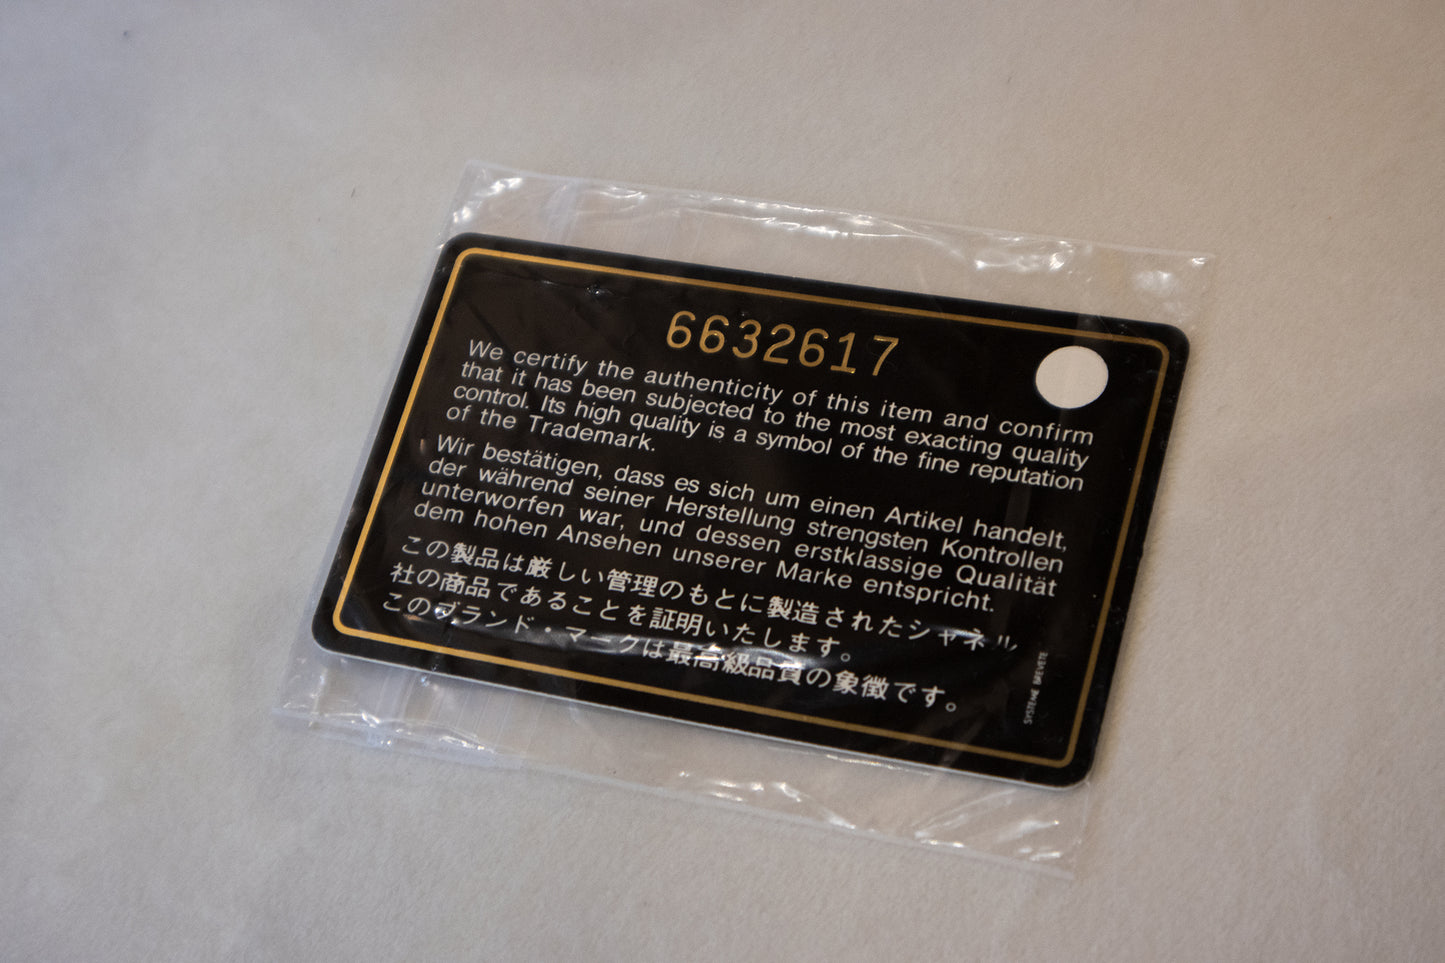 6632617
We certify the authenticity of this item and confirm
that it has been subjected to the most exacting quality
control. Its high quality is a symbol of the fine reputation
of the Trademark.
Wir bestätigen, dass es sich um einen Artikel handelt,
der während seiner Herstellung strengsten Kontrollen
unterworfen war, und dessen erstklassige Qualität
dem hohen Ansehen unserer Marke entspricht.
この製品は厳しい管理のもとに製造されたシャネル
社の商品であることを証明いたします。
このブランド・マークは最高級品質の象徴です。
SYSTEME BREVETE